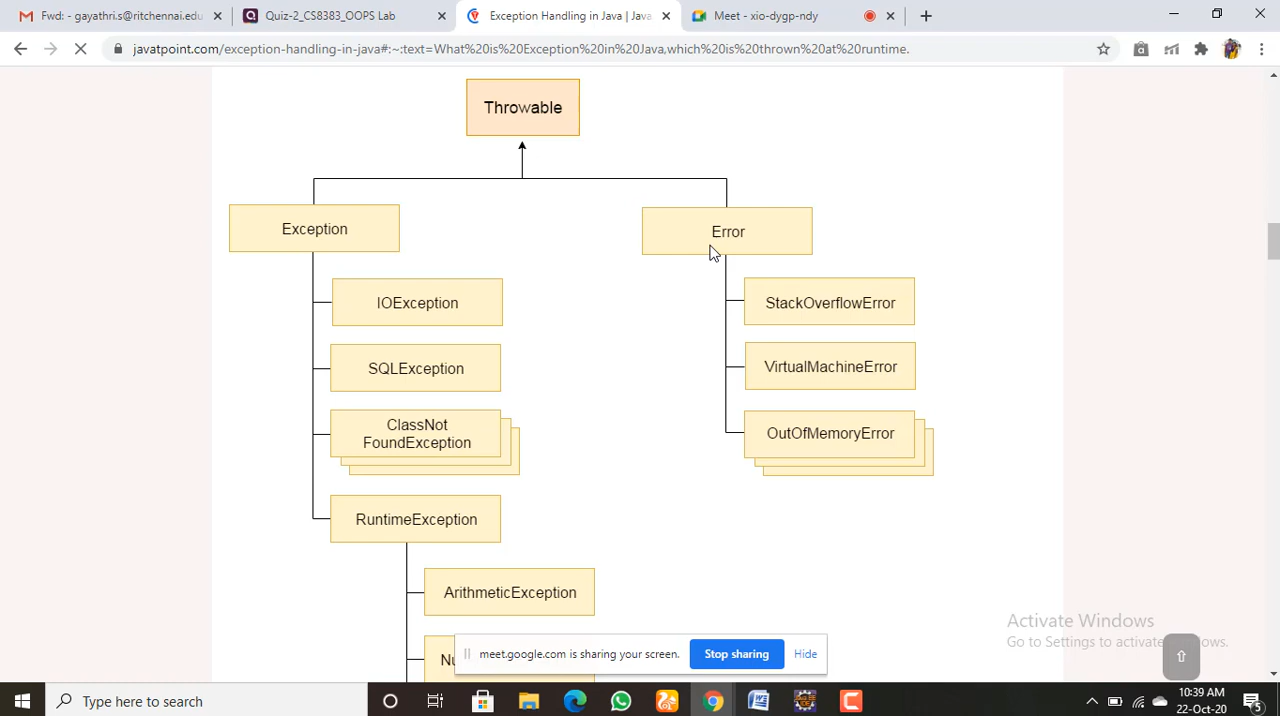 Fwd: - gayathri.s@ritchennai.edu
Quiz-2_CS8383_OOPS Lab
Exception Handling in Java | Java
Meet - xio-dygp-ndy
javatpoint.com/exception-handling-in-java#:~:text=What%20is%20Exception%20in%20Java,which%20is%20thrown%20at%20runtime.
Throwable
Exception
Error
IOException
StackOverflowError
SQLException
VirtualMachineError
ClassNot
FoundException
OutOfMemoryError
RuntimeException
ArithmeticException
Nu
meet.google.com is sharing your screen.
Stop sharing
Hide
Activate Windows
Go to Settings to activate Windows.
Type here to search
10:39 AM
22-Oct-20
5